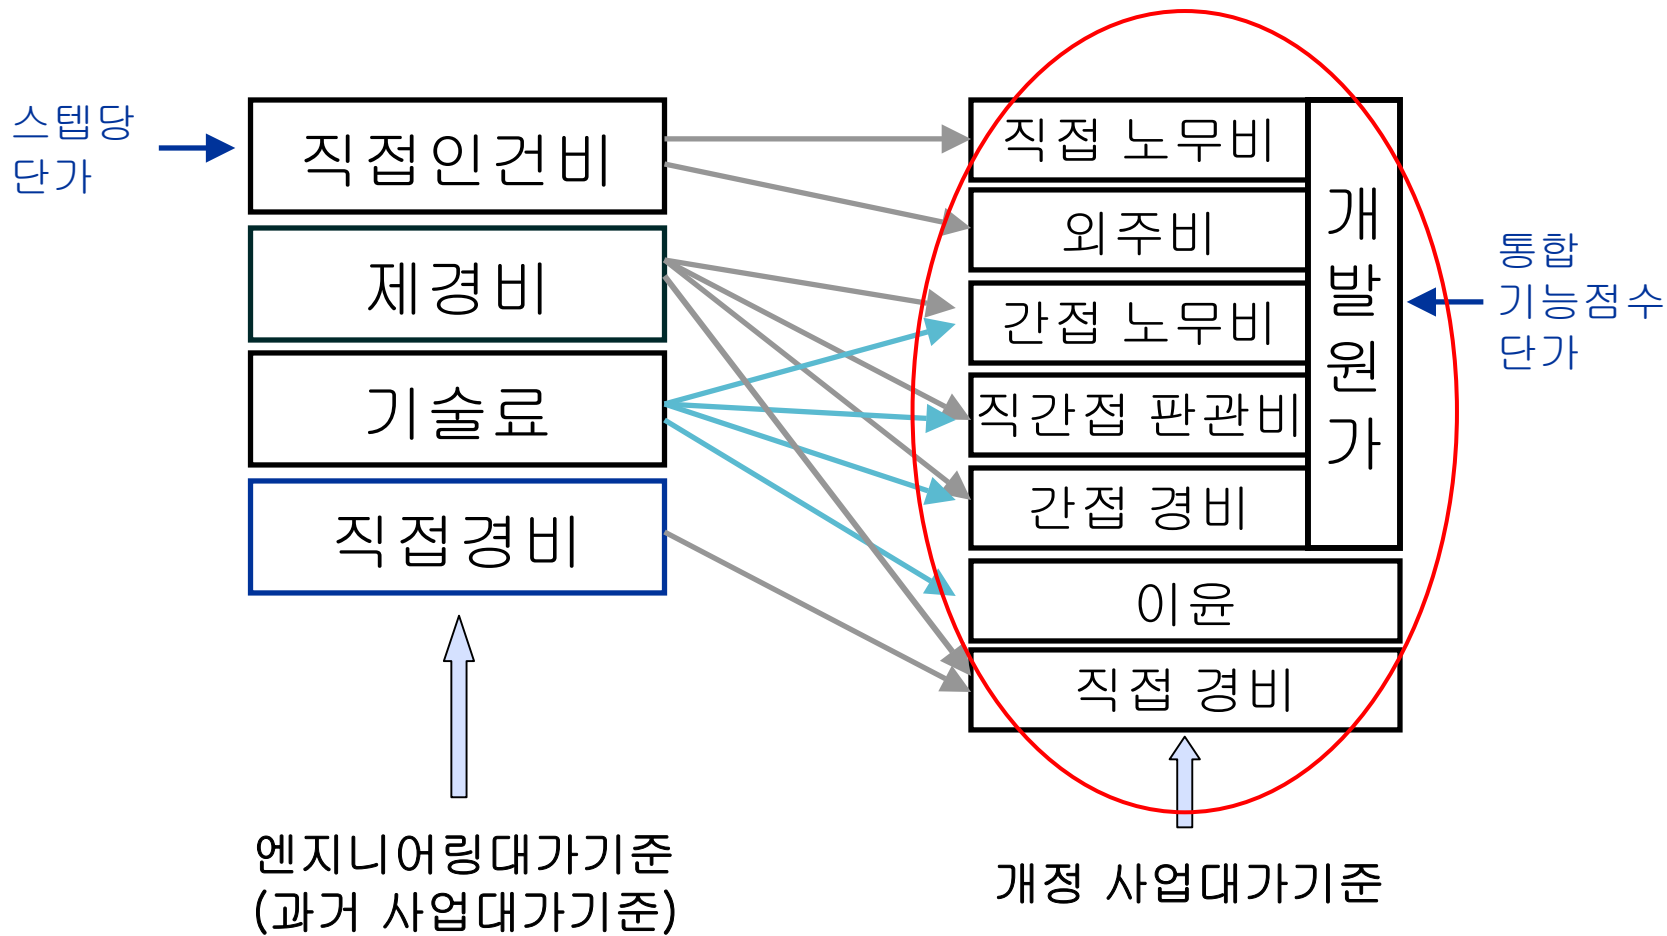 스텝당
단가
직접인건비
제경비
기술료
직접경비
엔지니어링대가기준
(과거 사업대가기준)
직접 노무비
외주비
간접 노무비
직간접 판관비
간접 경비
개발원가
이윤
직접 경비
통합
기능점수
단가
개정 사업대가기준